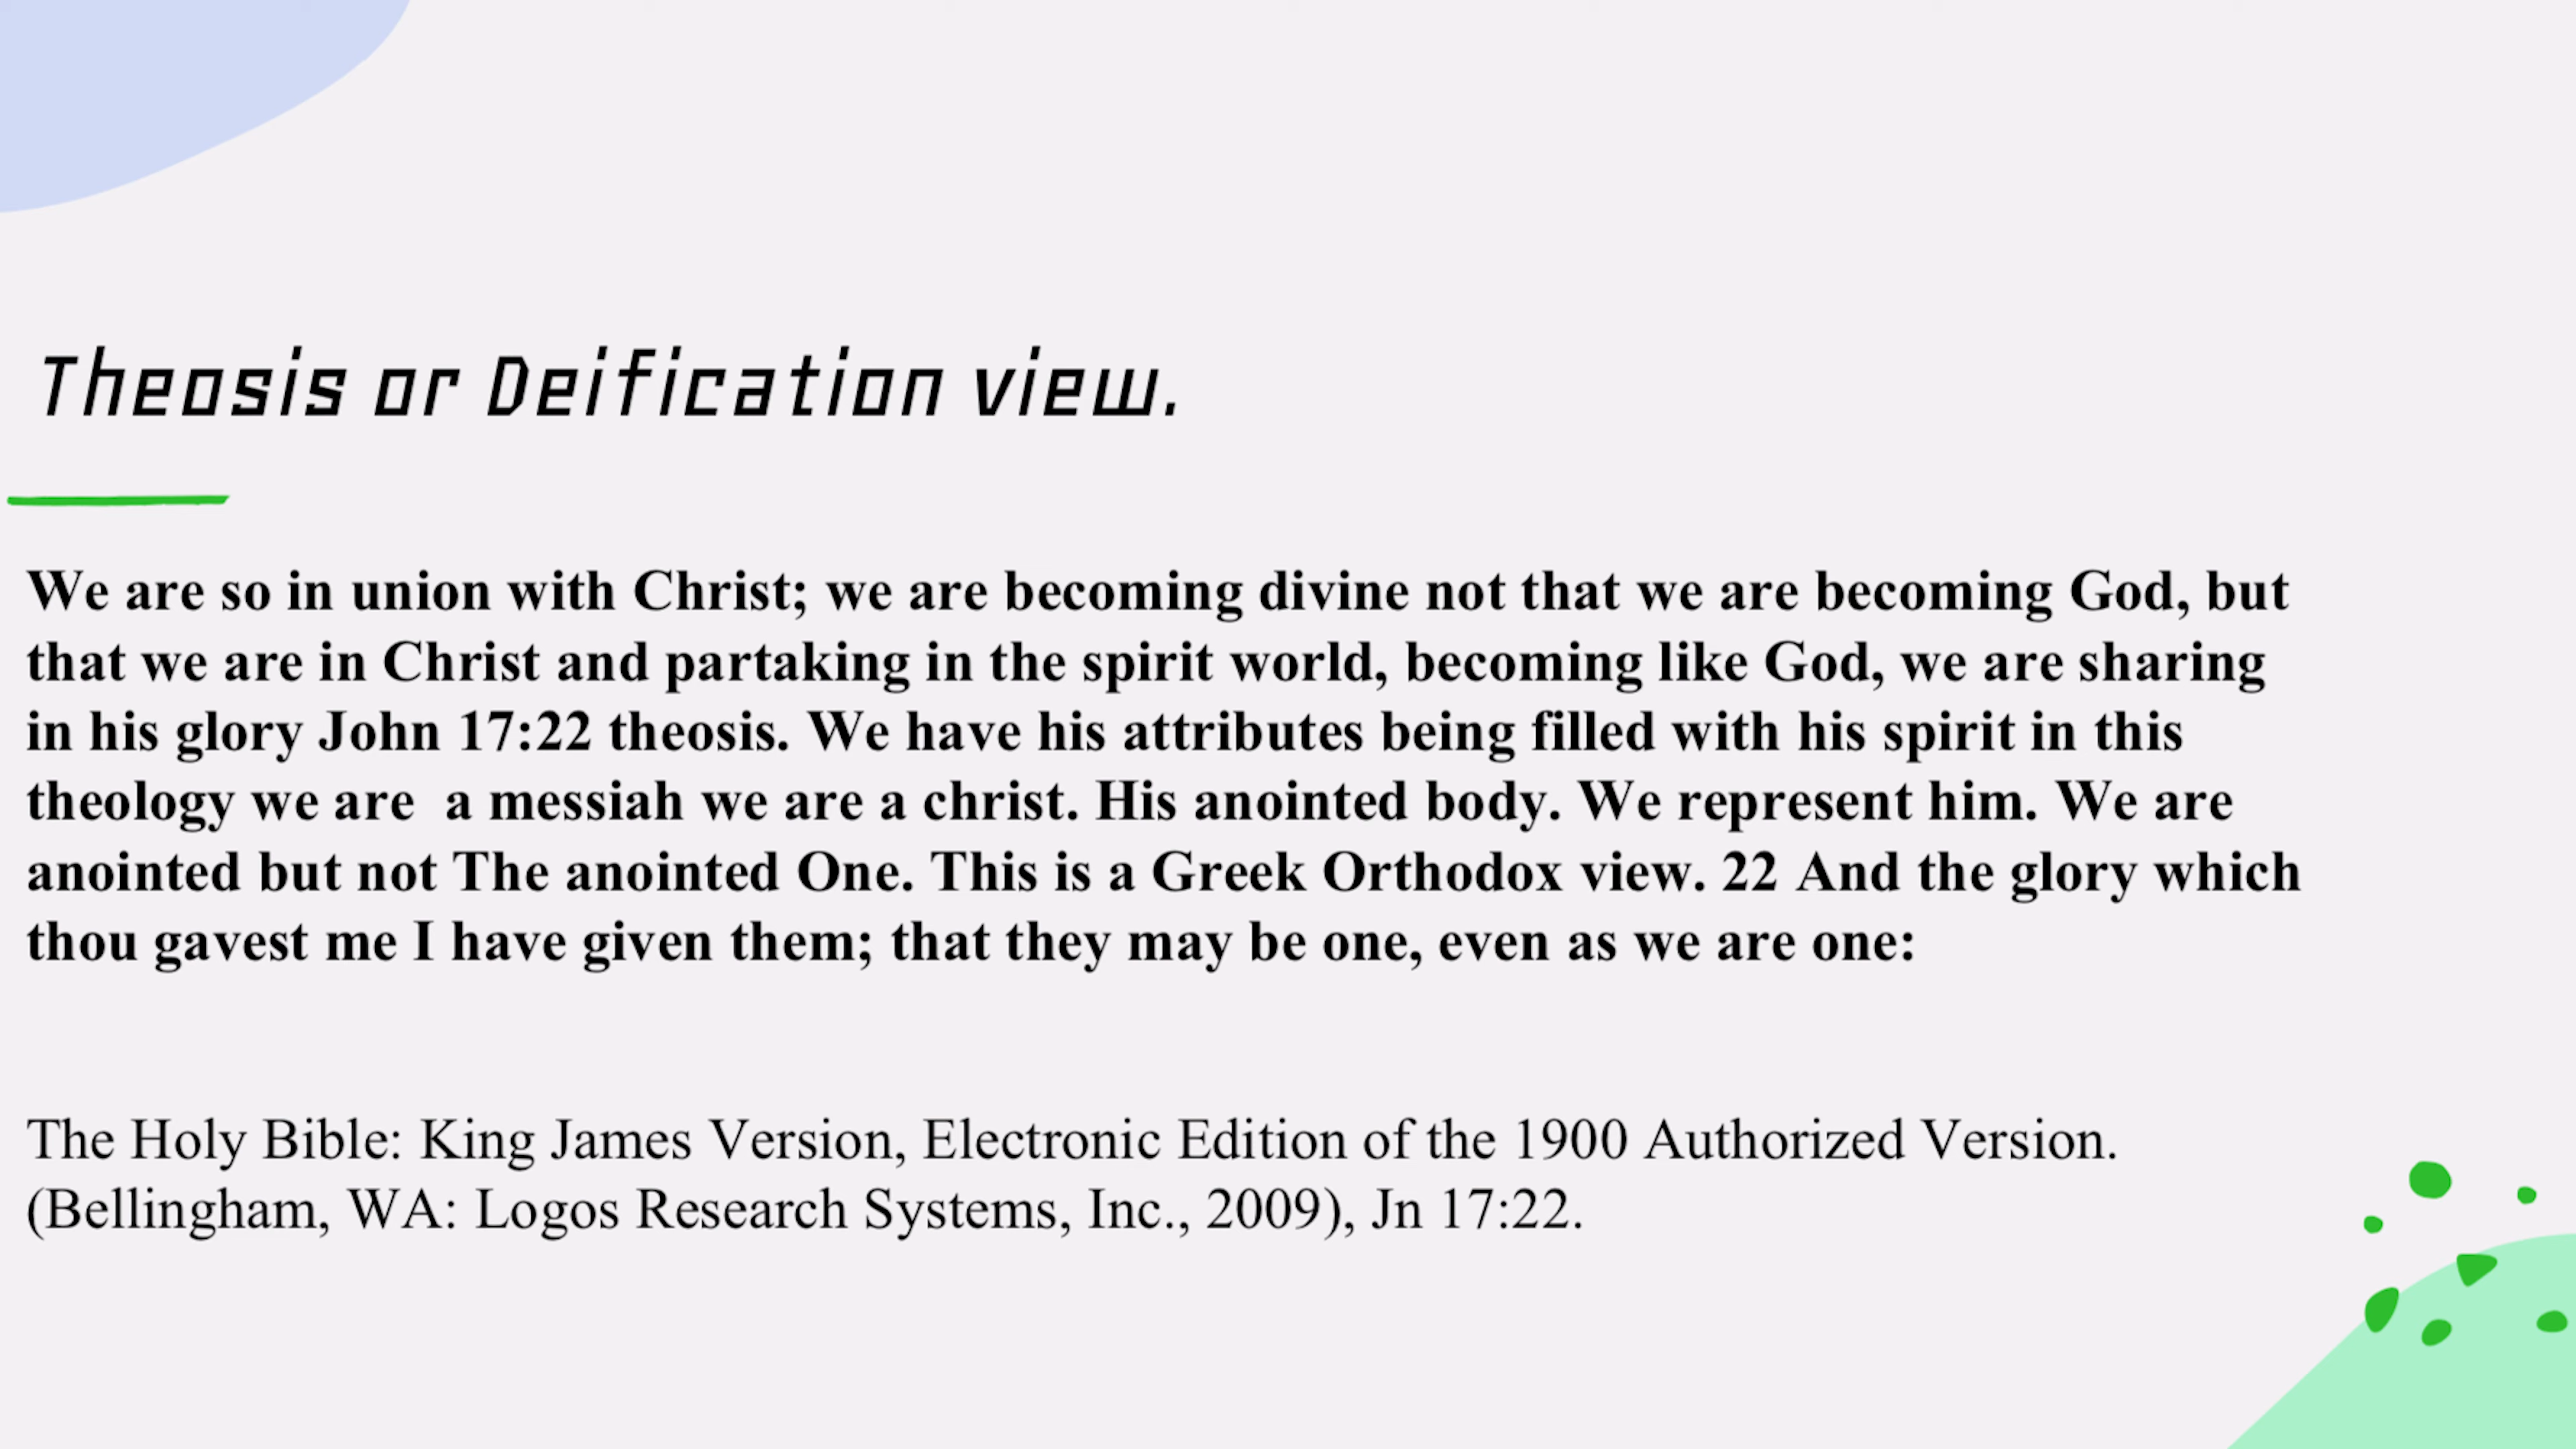 Theosis or Deification view.
We are so in union with Christ; we are becoming divine not that we are becoming God, but
that we are in Christ and partaking in the spirit world, becoming like God, we are sharing
in his glory John 17:22 theosis. We have his attributes being filled with his spirit in this
theology we are  a messiah we are a christ. His anointed body. We represent him. We are
anointed but not The anointed One. This is a Greek Orthodox view. 22 And the glory which
thou gavest me I have given them; that they may be one, even as we are one:
The Holy Bible: King James Version, Electronic Edition of the 1900 Authorized Version.
(Bellingham, WA: Logos Research Systems, Inc., 2009), Jn 17:22.